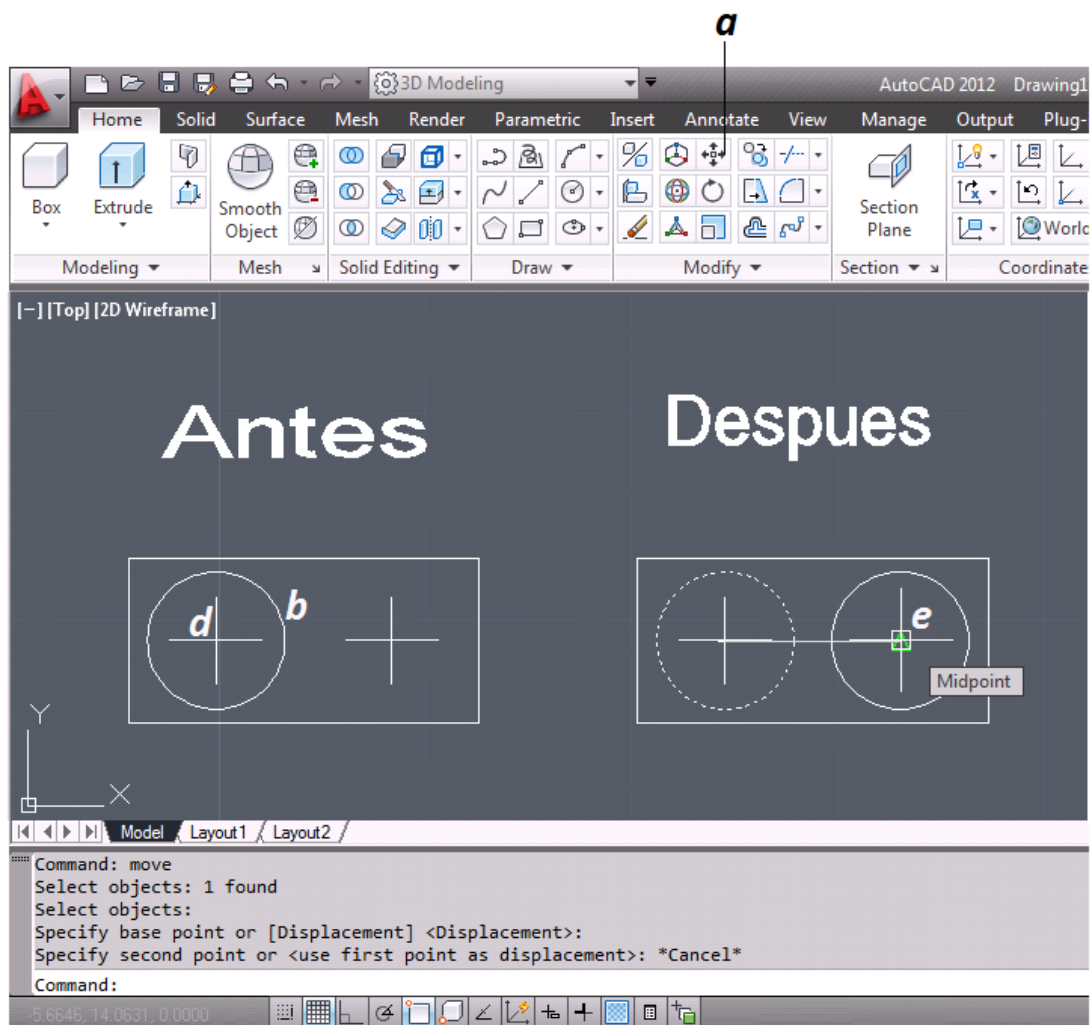 a
3D Modeling
AutoCAD 2012 Drawing1
Home Solid Surface Mesh Render Parametric Insert Annotate View Manage Output Plug-
Box Extrude Smooth Object Section Plane World
Modeling Mesh Solid Editing Draw Modify Section Coordinate
[−] [Top] [2D Wireframe]
Antes Despues
d b e
Midpoint
Y
X
Model Layout1 Layout2
Command: move
Select objects: 1 found
Select objects:
Specify base point or [Displacement] <Displacement>:
Specify second point or <use first point as displacement>: *Cancel*
Command:
-5.6646, 14.0631, 0.0000